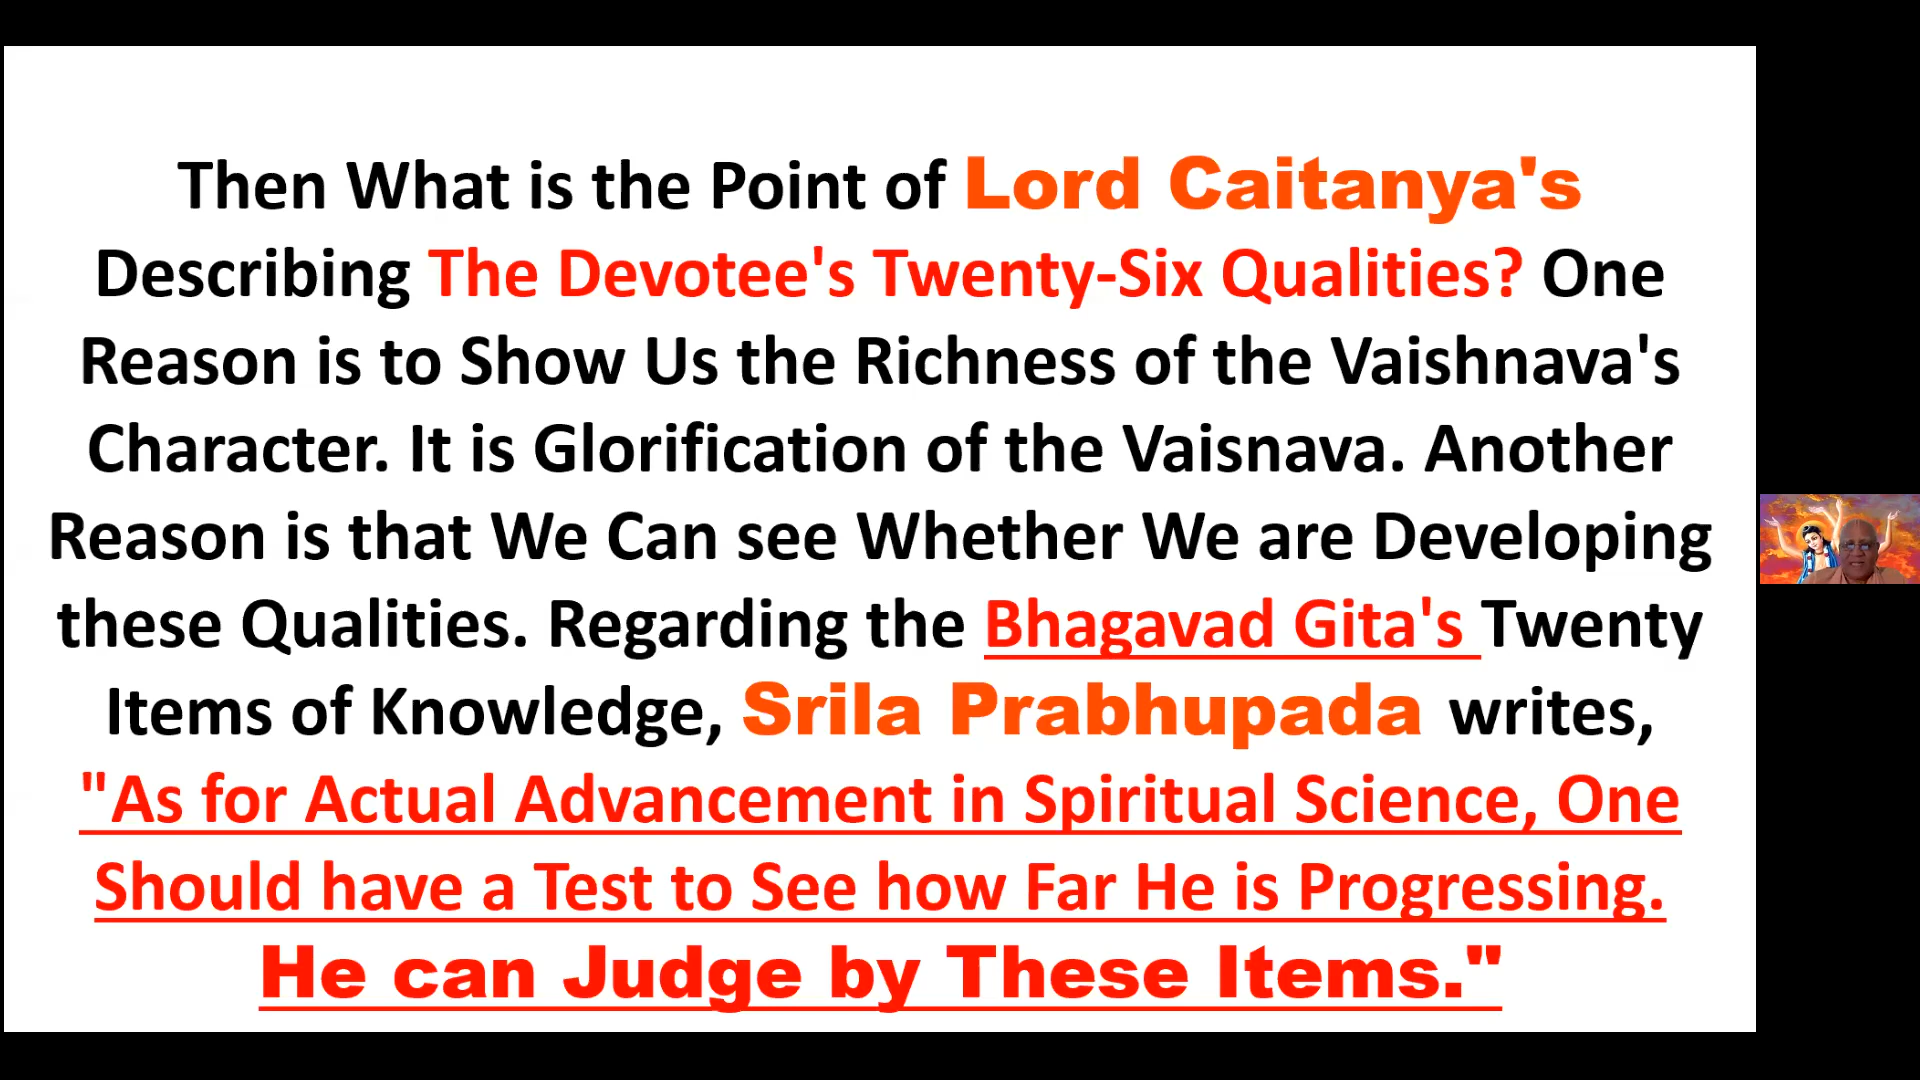 Then What is the Point of Lord Caitanya's
Describing The Devotee's Twenty-Six Qualities? One
Reason is to Show Us the Richness of the Vaishnava's
Character. It is Glorification of the Vaisnava. Another
Reason is that We Can see Whether We are Developing
these Qualities. Regarding the Bhagavad Gita's Twenty
Items of Knowledge, Srila Prabhupada writes,
"As for Actual Advancement in Spiritual Science, One
Should have a Test to See how Far He is Progressing.
He can Judge by These Items."